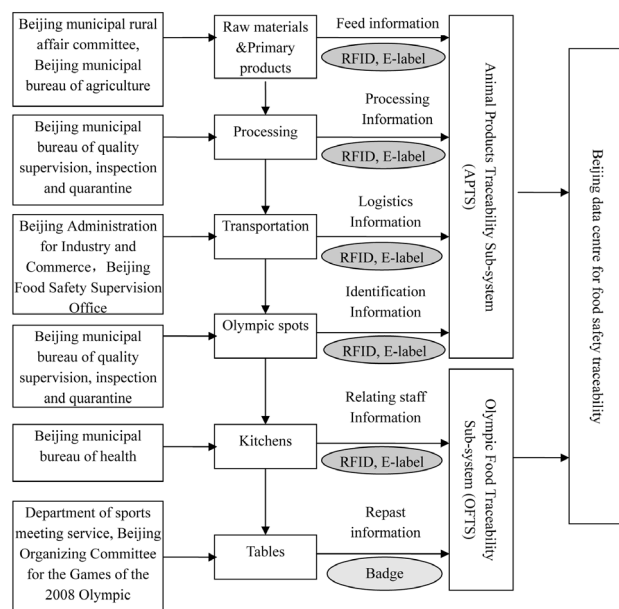 Beijing municipal rural
affair committee,
Beijing municipal
bureau of agriculture
Raw materials
&Primary
products
Feed information
RFID, E-label
Beijing municipal
bureau of quality
supervision, inspection
and quarantine
Processing
Processing
Information
RFID, E-label
Beijing Administration
for Industry and
Commerce，Beijing
Food Safety Supervision
Office
Transportation
Logistics
Information
RFID, E-label
Beijing municipal
bureau of quality
supervision, inspection
and quarantine
Olympic spots
Identification
Information
RFID, E-label
Animal Products Traceability Sub-system
(APTS)
Beijing municipal
bureau of health
Kitchens
Relating staff
Information
RFID, E-label
Department of sports
meeting service, Beijing
Organizing Committee
for the Games of the
2008 Olympic
Tables
Repast
information
Badge
Olympic Food Traceability
Sub-system (OFTS)
Beijing data centre for food safety traceability